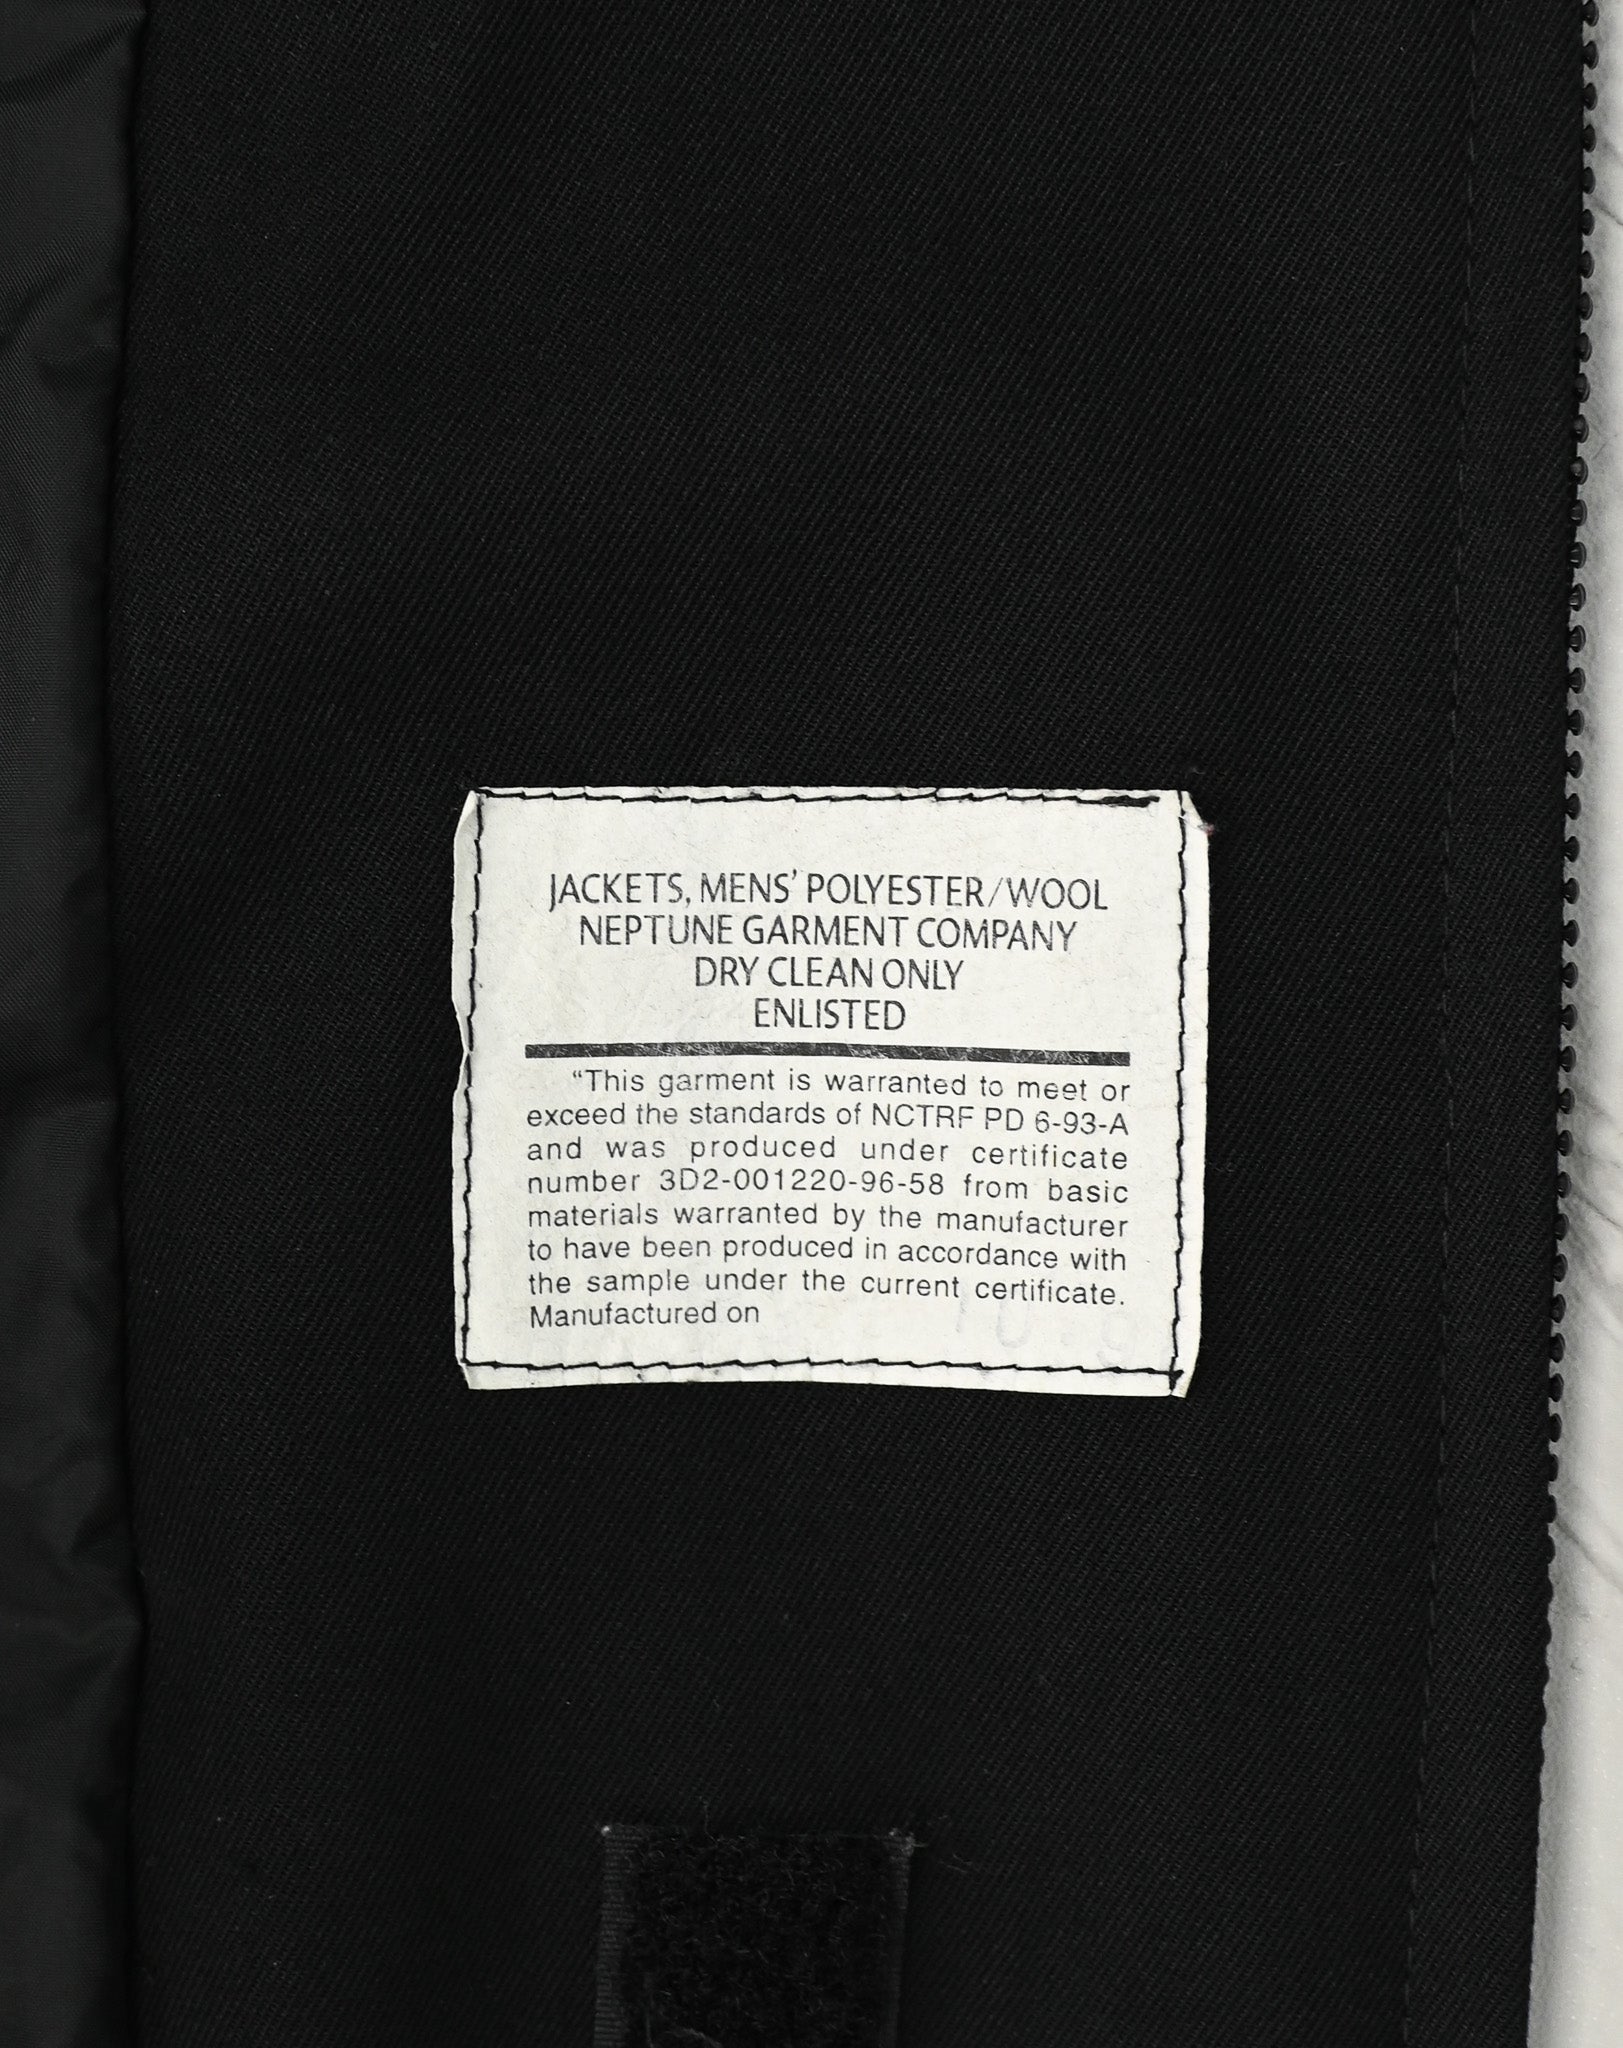 JACKETS, MENS' POLYESTER/WOOL
NEPTUNE GARMENT COMPANY
DRY CLEAN ONLY
ENLISTED
“This garment is warranted to meet or
exceed the standards of NCTRF PD 6-93-A
and was produced under certificate
number 3D2-001220-96-58 from basic
materials warranted by the manufacturer
to have been produced in accordance with
the sample under the current certificate.
Manufactured on